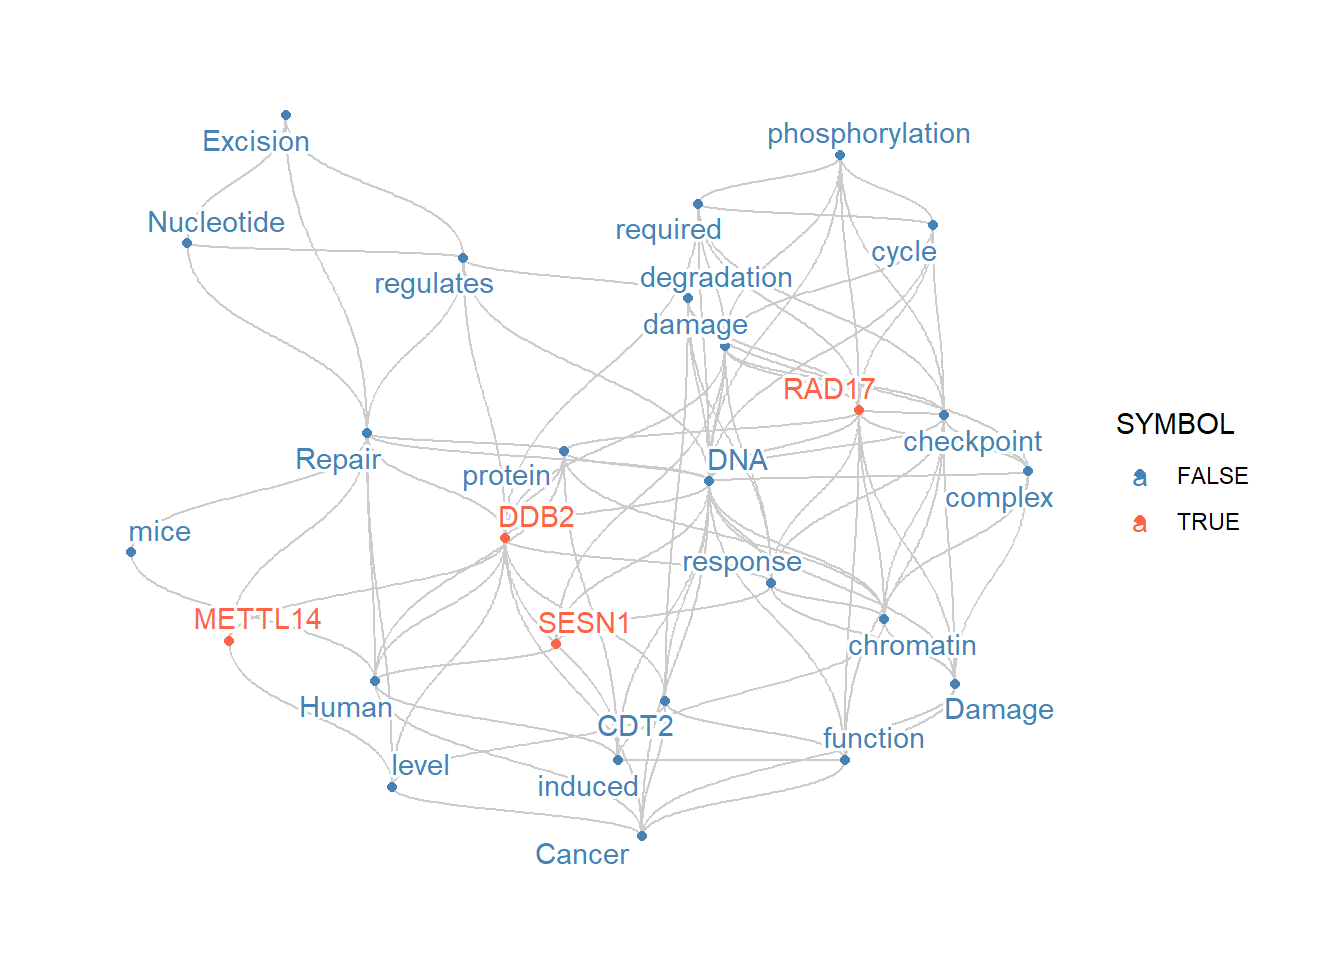 phosphorylation
Excision
Nucleotide
required
cycle
degradation
regulates
damage
RAD17
SYMBOL
checkpoint
DNA
Repair
protein
FALSE
complex
DDB2
TRUE
mice
response
METTL14
SESN1
chromatin
Human
Damage
CDT2
function
level
induced
Cancer
a
a